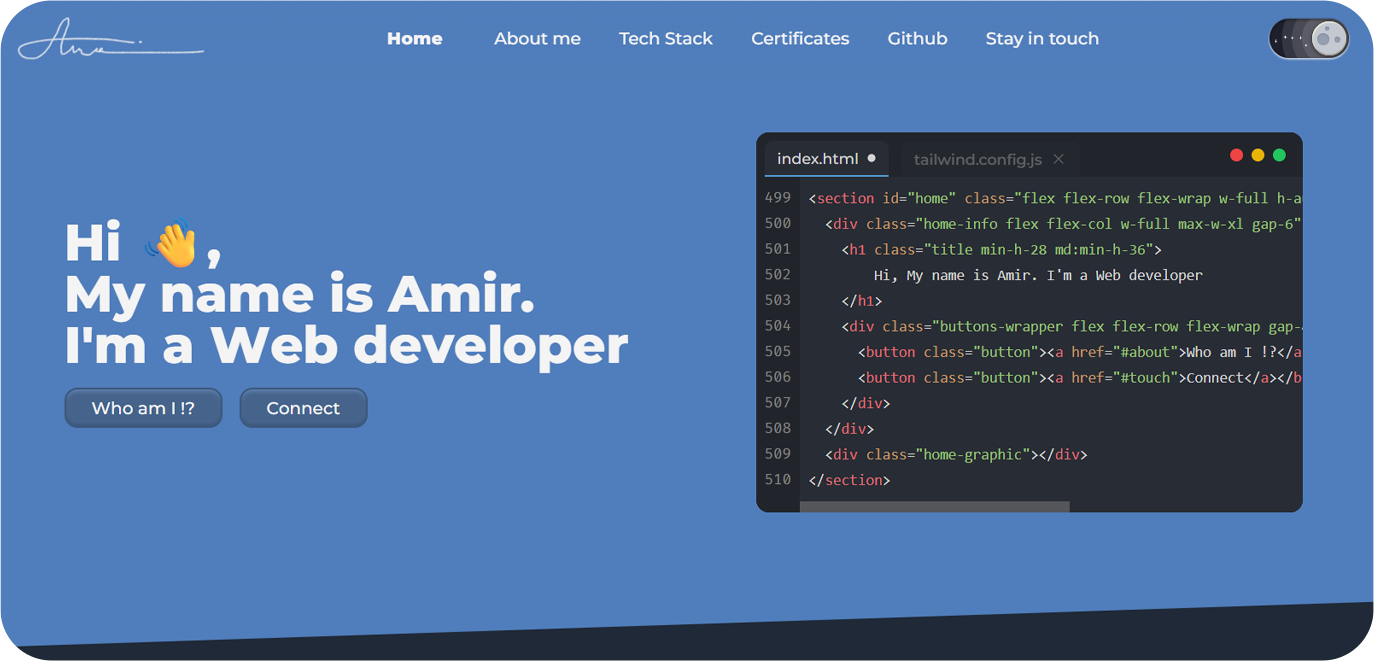 Amir
Home About me Tech Stack Certificates Github Stay in touch
Hi 👋,
My name is Amir.
I'm a Web developer
Who am I !? Connect
index.html tailwind.config.js
499 <section id="home" class="flex flex-row flex-wrap w-full h-au
500 <div class="home-info flex flex-col w-full max-w-xl gap-6"
501 <h1 class="title min-h-28 md:min-h-36">
502 Hi, My name is Amir. I'm a Web developer
503 </h1>
504 <div class="buttons-wrapper flex flex-row flex-wrap gap-
505 <button class="button"><a href="#about">Who am I !?</a
506 <button class="button"><a href="#touch">Connect</a></b
507 </div>
508 </div>
509 <div class="home-graphic"></div>
510 </section>